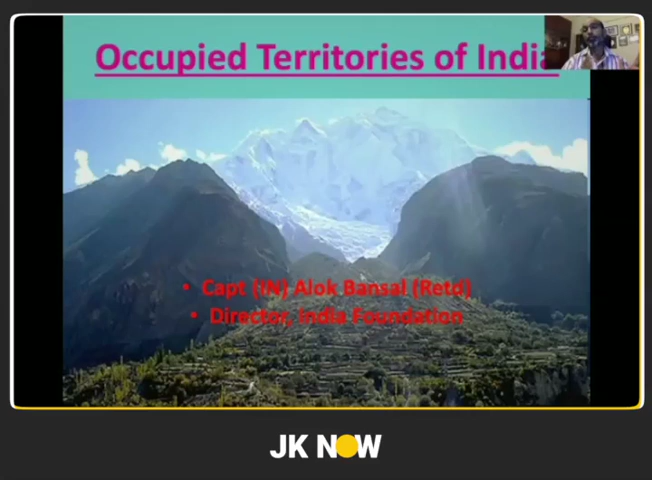 Occupied Territories of India
• Capt (IN) Alok Bansal (Retd)
• Director, India Foundation
JK NOW